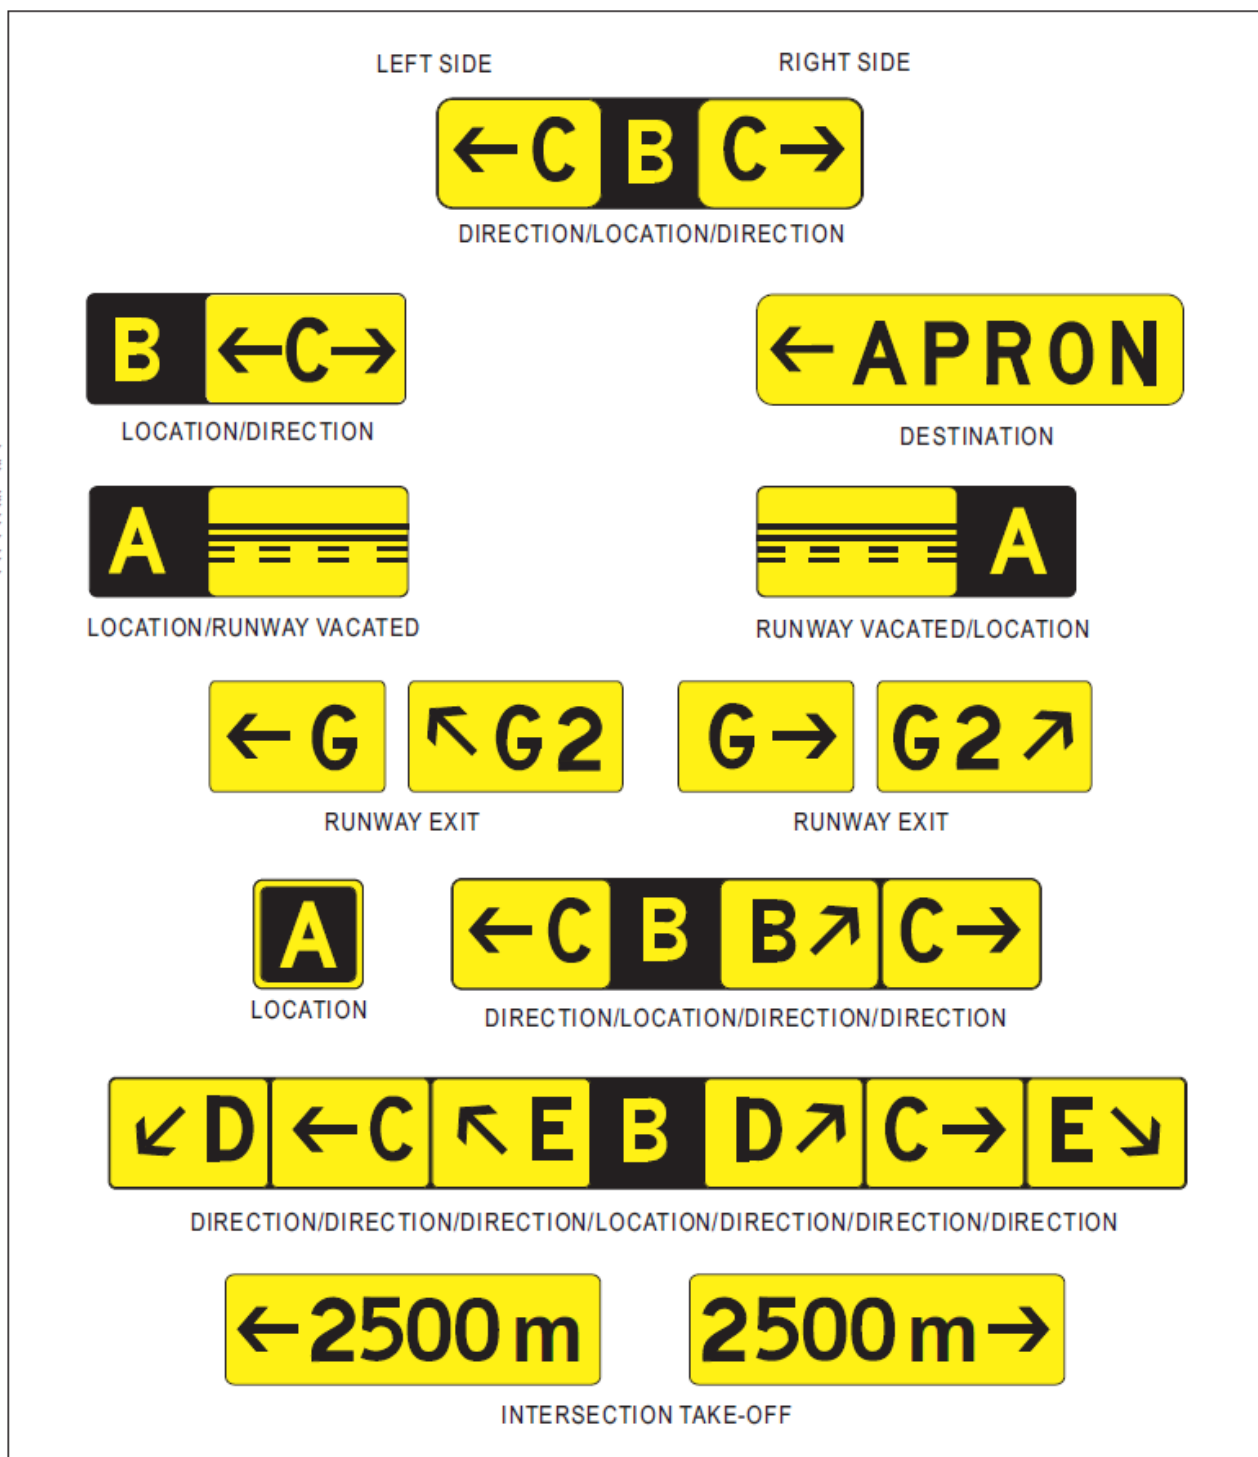 LEFT SIDE RIGHT SIDE
←C B C→
DIRECTION/LOCATION/DIRECTION
B ←C→ ←APRON
LOCATION/DIRECTION DESTINATION
A A
LOCATION/RUNWAY VACATED RUNWAY VACATED/LOCATION
←G ↖G2 G→ G2↗
RUNWAY EXIT RUNWAY EXIT
A ←C B B↗ C→
LOCATION DIRECTION/LOCATION/DIRECTION/DIRECTION
↙D ←C ↖E B D↗ C→ E↘
DIRECTION/DIRECTION/DIRECTION/LOCATION/DIRECTION/DIRECTION/DIRECTION
←2500m 2500m→
INTERSECTION TAKE-OFF